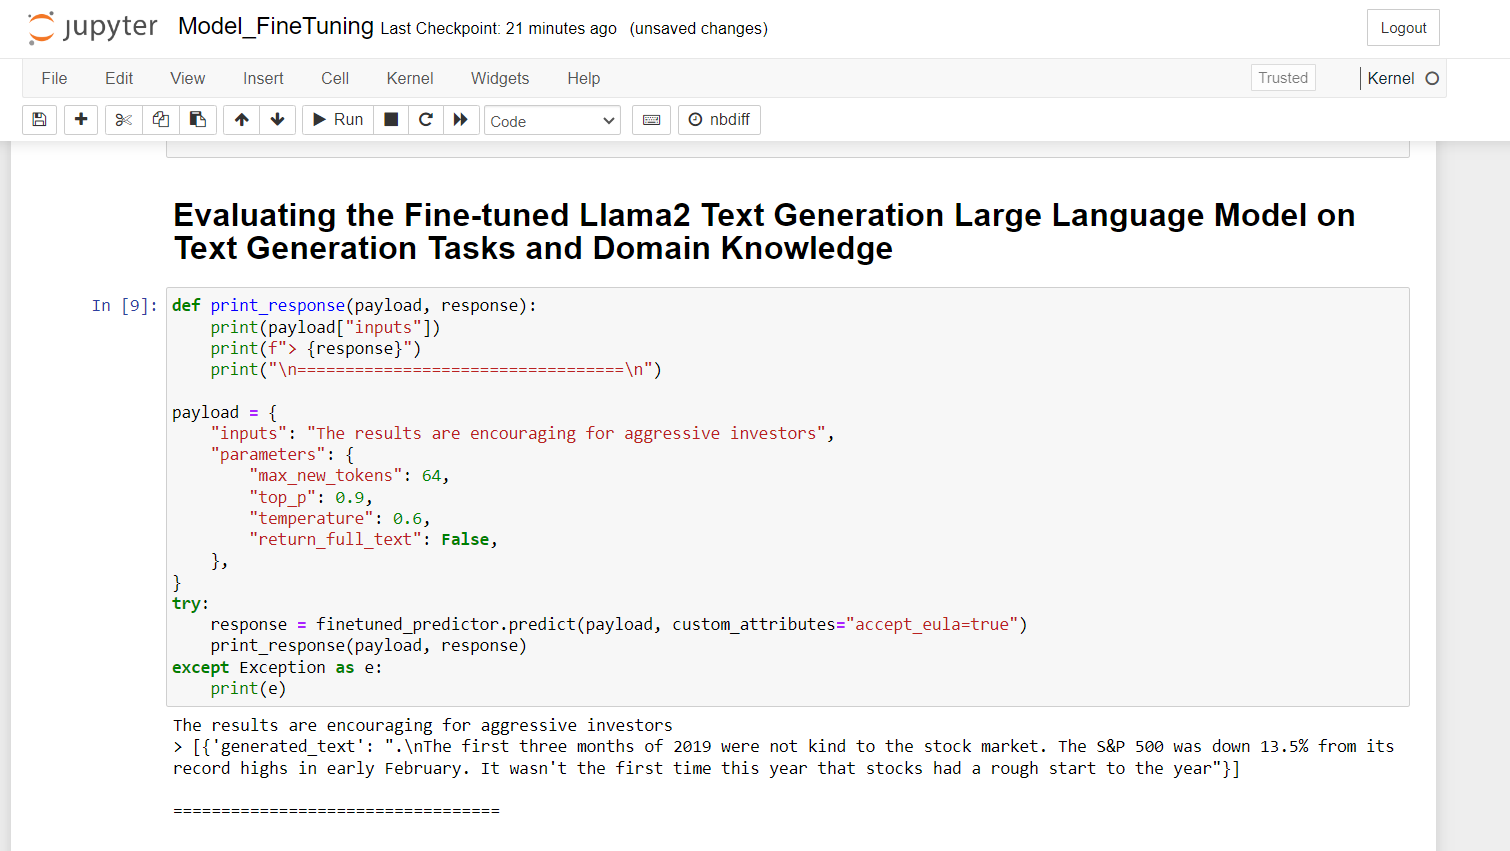 jupyter Model_FineTuning Last Checkpoint: 21 minutes ago (unsaved changes) Logout
File Edit View Insert Cell Kernel Widgets Help Trusted Kernel
Run Code nbdiff
Evaluating the Fine-tuned Llama2 Text Generation Large Language Model on
Text Generation Tasks and Domain Knowledge
In [9]: def print_response(payload, response):
    print(payload["inputs"])
    print(f"> {response}")
    print("\n==================================\n")
payload = {
    "inputs": "The results are encouraging for aggressive investors",
    "parameters": {
        "max_new_tokens": 64,
        "top_p": 0.9,
        "temperature": 0.6,
        "return_full_text": False,
    },
}
try:
    response = finetuned_predictor.predict(payload, custom_attributes="accept_eula=true")
    print_response(payload, response)
except Exception as e:
    print(e)
The results are encouraging for aggressive investors
> [{'generated_text': ".\nThe first three months of 2019 were not kind to the stock market. The S&P 500 was down 13.5% from its
record highs in early February. It wasn't the first time this year that stocks had a rough start to the year"}]
==================================